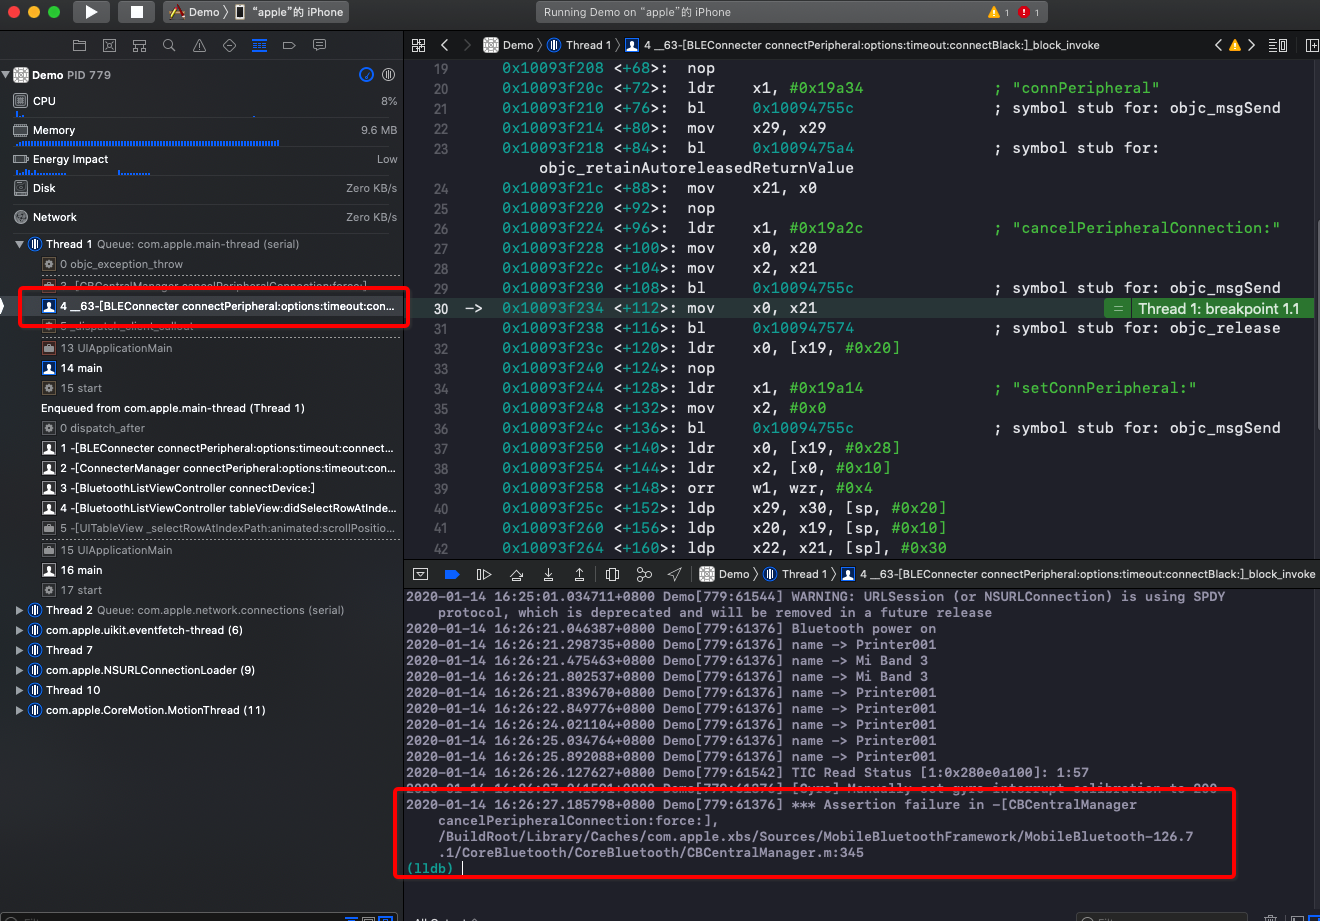 Demo 〉 “apple”的 iPhone
Running Demo on “apple”的 iPhone
1
1
Demo PID 779
CPU 8%
Memory 9.6 MB
Energy Impact Low
Disk Zero KB/s
Network Zero KB/s
Thread 1 Queue: com.apple.main-thread (serial)
0 objc_exception_throw
3 -[CBCentralManager cancelPeripheralConnection:force:]
4 __63-[BLEConnecter connectPeripheral:options:timeout:con...
5 _dispatch_client_callout
13 UIApplicationMain
14 main
15 start
Enqueued from com.apple.main-thread (Thread 1)
0 dispatch_after
1 -[BLEConnecter connectPeripheral:options:timeout:connect...
2 -[ConnecterManager connectPeripheral:options:timeout:con...
3 -[BluetoothListViewController connectDevice:]
4 -[BluetoothListViewController tableView:didSelectRowAtInde...
5 -[UITableView _selectRowAtIndexPath:animated:scrollPositio...
15 UIApplicationMain
16 main
17 start
Thread 2 Queue: com.apple.network.connections (serial)
com.apple.uikit.eventfetch-thread (6)
Thread 7
com.apple.NSURLConnectionLoader (9)
Thread 10
com.apple.CoreMotion.MotionThread (11)
Demo 〉 Thread 1 〉 4 __63-[BLEConnecter connectPeripheral:options:timeout:connectBlack:]_block_invoke
19 0x10093f208 <+68>: nop
20 0x10093f20c <+72>: ldr x1, #0x19a34 ; "connPeripheral"
21 0x10093f210 <+76>: bl 0x10094755c ; symbol stub for: objc_msgSend
22 0x10093f214 <+80>: mov x29, x29
23 0x10093f218 <+84>: bl 0x1009475a4 ; symbol stub for:
objc_retainAutoreleasedReturnValue
24 0x10093f21c <+88>: mov x21, x0
25 0x10093f220 <+92>: nop
26 0x10093f224 <+96>: ldr x1, #0x19a2c ; "cancelPeripheralConnection:"
27 0x10093f228 <+100>: mov x0, x20
28 0x10093f22c <+104>: mov x2, x21
29 0x10093f230 <+108>: bl 0x10094755c ; symbol stub for: objc_msgSend
30 -> 0x10093f234 <+112>: mov x0, x21 = Thread 1: breakpoint 1.1
31 0x10093f238 <+116>: bl 0x100947574 ; symbol stub for: objc_release
32 0x10093f23c <+120>: ldr x0, [x19, #0x20]
33 0x10093f240 <+124>: nop
34 0x10093f244 <+128>: ldr x1, #0x19a14 ; "setConnPeripheral:"
35 0x10093f248 <+132>: mov x2, #0x0
36 0x10093f24c <+136>: bl 0x10094755c ; symbol stub for: objc_msgSend
37 0x10093f250 <+140>: ldr x0, [x19, #0x28]
38 0x10093f254 <+144>: ldr x2, [x0, #0x10]
39 0x10093f258 <+148>: orr w1, wzr, #0x4
40 0x10093f25c <+152>: ldp x29, x30, [sp, #0x20]
41 0x10093f260 <+156>: ldp x20, x19, [sp, #0x10]
42 0x10093f264 <+160>: ldp x22, x21, [sp], #0x30
Demo 〉 Thread 1 〉 4 __63-[BLEConnecter connectPeripheral:options:timeout:connectBlack:]_block_invoke
2020-01-14 16:25:01.034711+0800 Demo[779:61544] WARNING: URLSession (or NSURLConnection) is using SPDY
protocol, which is deprecated and will be removed in a future release
2020-01-14 16:26:21.046387+0800 Demo[779:61376] Bluetooth power on
2020-01-14 16:26:21.298735+0800 Demo[779:61376] name -> Printer001
2020-01-14 16:26:21.475463+0800 Demo[779:61376] name -> Mi Band 3
2020-01-14 16:26:21.802537+0800 Demo[779:61376] name -> Mi Band 3
2020-01-14 16:26:21.839670+0800 Demo[779:61376] name -> Printer001
2020-01-14 16:26:22.849776+0800 Demo[779:61376] name -> Printer001
2020-01-14 16:26:24.021104+0800 Demo[779:61376] name -> Printer001
2020-01-14 16:26:25.034764+0800 Demo[779:61376] name -> Printer001
2020-01-14 16:26:25.892088+0800 Demo[779:61376] name -> Printer001
2020-01-14 16:26:26.127627+0800 Demo[779:61542] TIC Read Status [1:0x280e0a100]: 1:57
[Gyro] Manually set gyro-interrupt-calibration to 200
2020-01-14 16:26:27.185798+0800 Demo[779:61376] *** Assertion failure in -[CBCentralManager
cancelPeripheralConnection:force:],
/BuildRoot/Library/Caches/com.apple.xbs/Sources/MobileBluetoothFramework/MobileBluetooth-126.7
.1/CoreBluetooth/CoreBluetooth/CBCentralManager.m:345
(lldb)